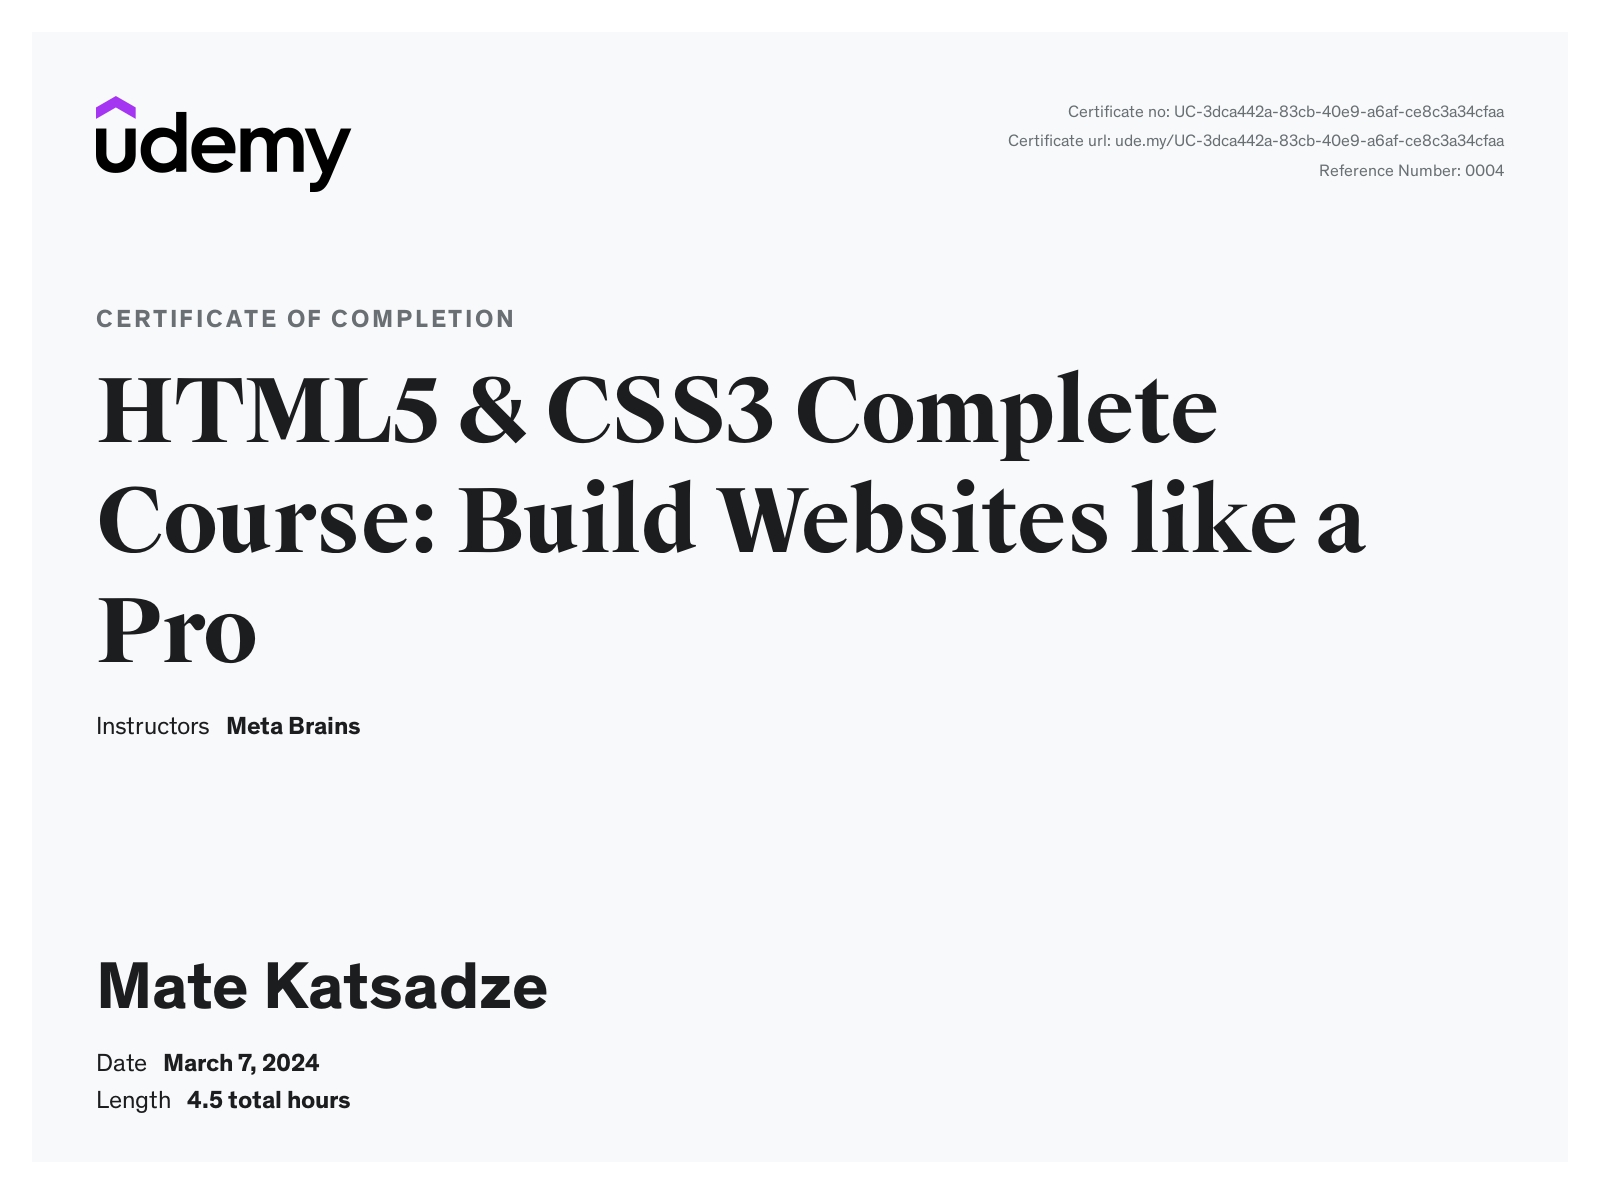 udemy
Certificate no: UC-3dca442a-83cb-40e9-a6af-ce8c3a34cfaa
Certificate url: ude.my/UC-3dca442a-83cb-40e9-a6af-ce8c3a34cfaa
Reference Number: 0004
CERTIFICATE OF COMPLETION
HTML5 & CSS3 Complete
Course: Build Websites like a
Pro
Instructors Meta Brains
Mate Katsadze
Date March 7, 2024
Length 4.5 total hours